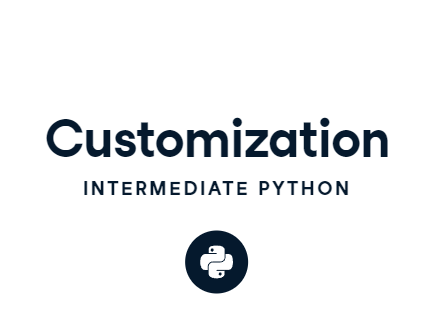 Customization
INTERMEDIATE PYTHON